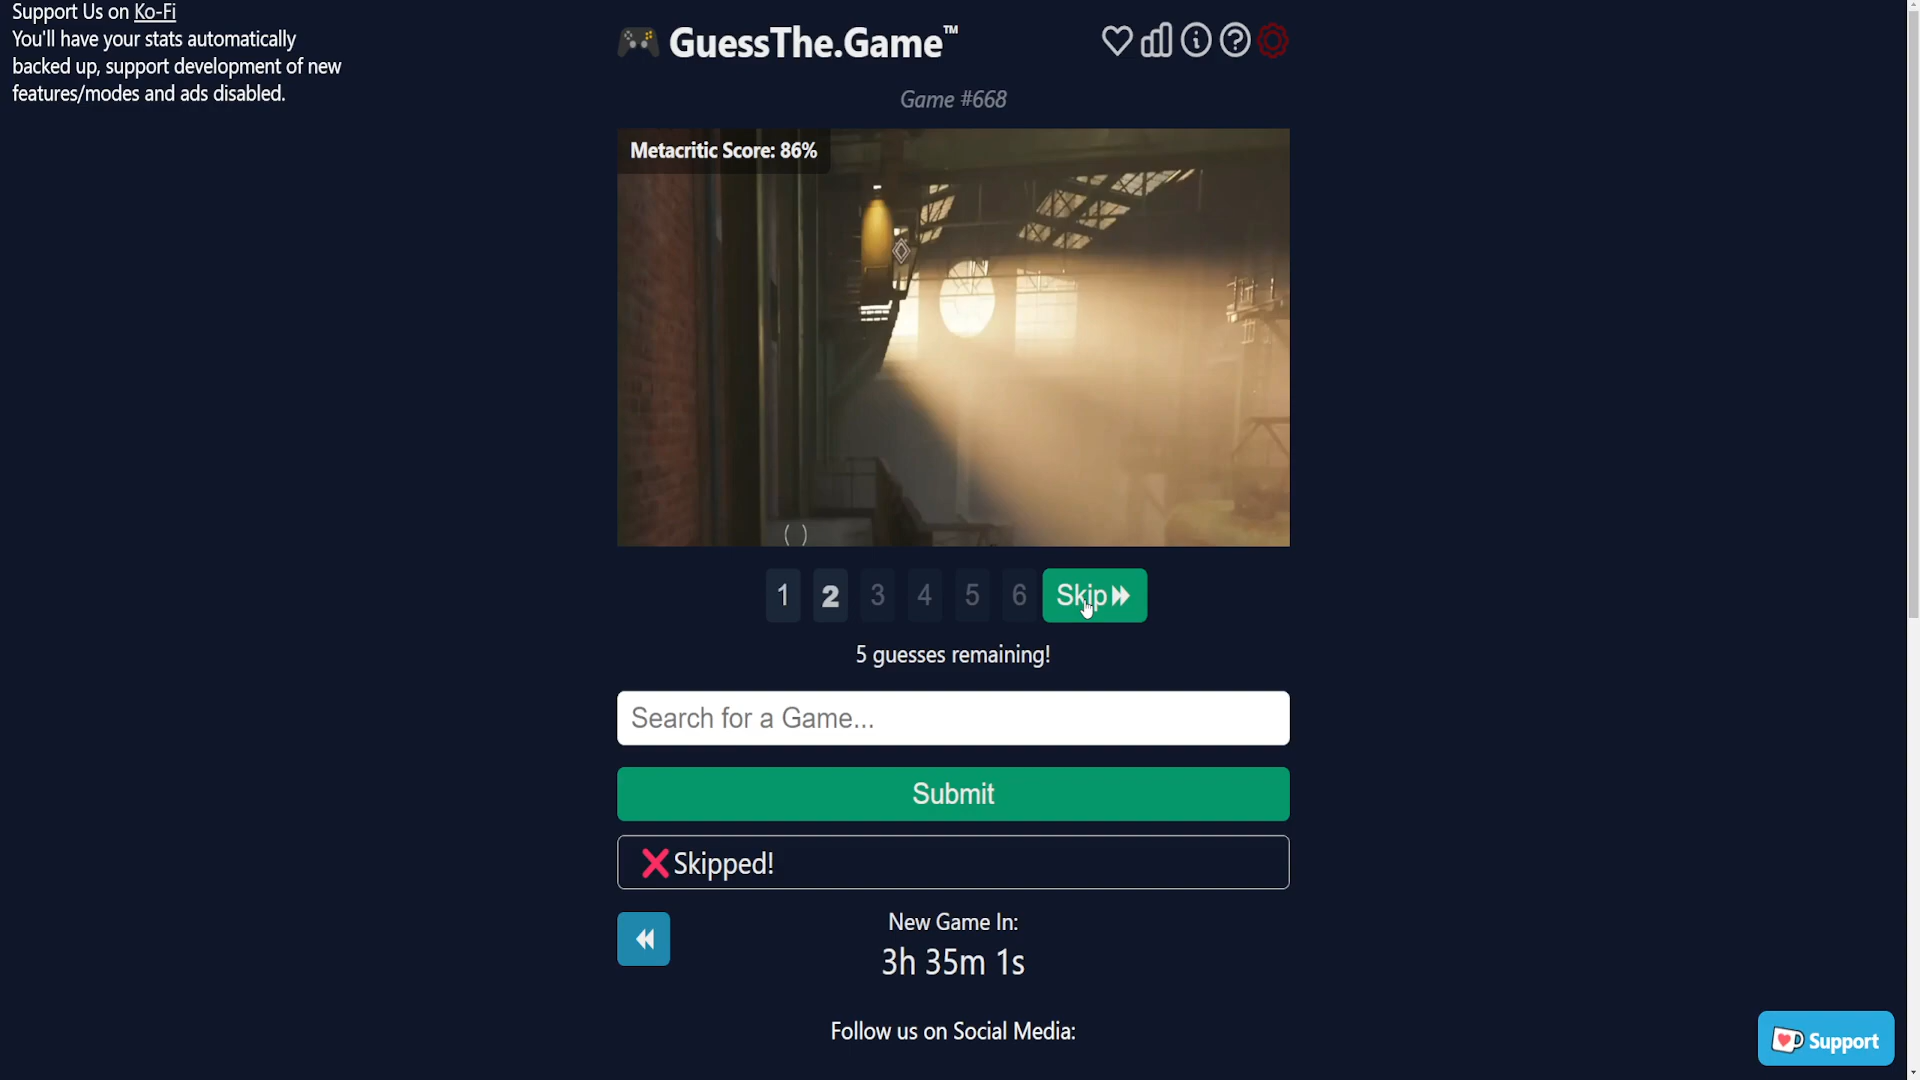 Support Us on Ko-Fi
You'll have your stats automatically
backed up, support development of new
features/modes and ads disabled.
GuessThe.Game™
Game #668
Metacritic Score: 86%
1 2 3 4 5 6 Skip
5 guesses remaining!
Search for a Game...
Submit
❌Skipped!
New Game In:
3h 35m 1s
Follow us on Social Media:
Support